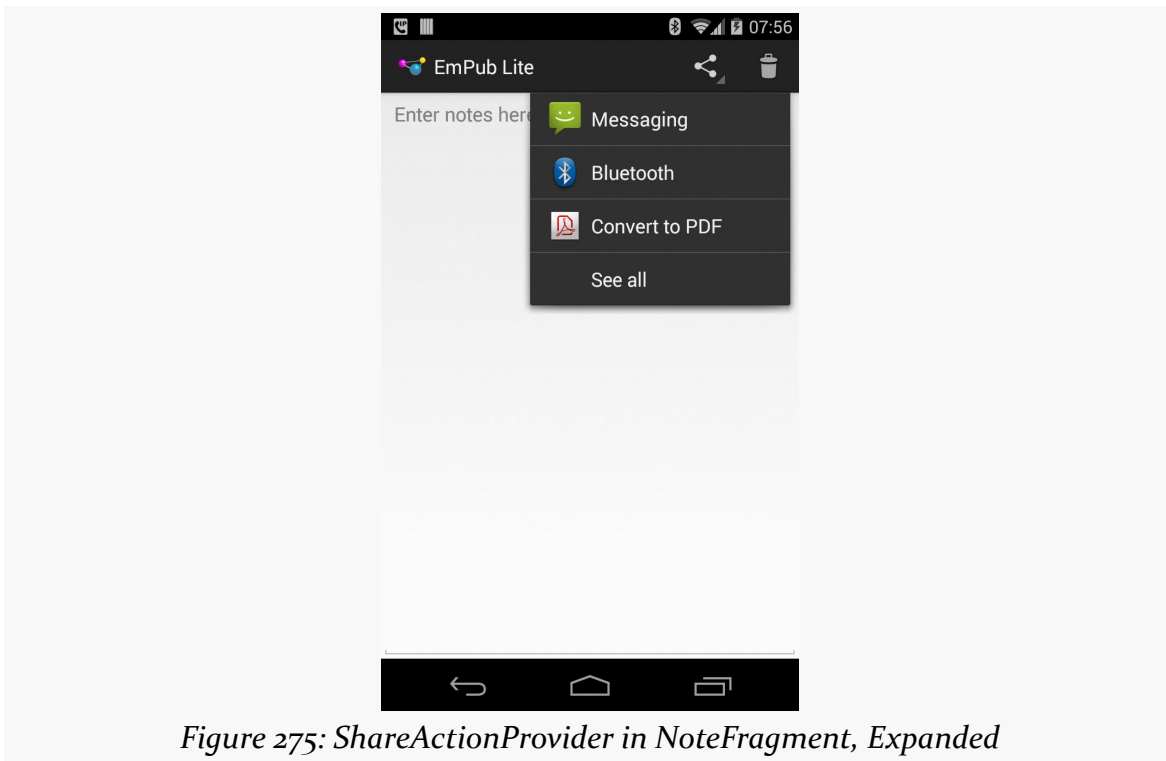 07:56
EmPub Lite
Enter notes here
Messaging
Bluetooth
Convert to PDF
See all
Figure 275: ShareActionProvider in NoteFragment, Expanded